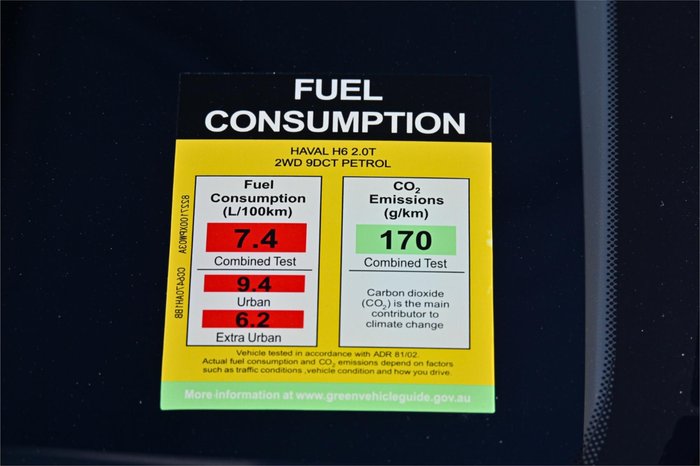 FUEL
CONSUMPTION
HAVAL H6 2.0T
2WD 9DCT PETROL
Fuel
Consumption
(L/100km)
7.4
Combined Test
9.4
Urban
6.2
Extra Urban
CO₂
Emissions
(g/km)
170
Combined Test
Carbon dioxide
(CO₂) is the main
contributor to
climate change
Vehicle tested in accordance with ADR 81/02.
Actual fuel consumption and CO₂ emissions depend on factors
such as traffic conditions ,vehicle condition and how you drive.
More information at www.greenvehicleguide.gov.au